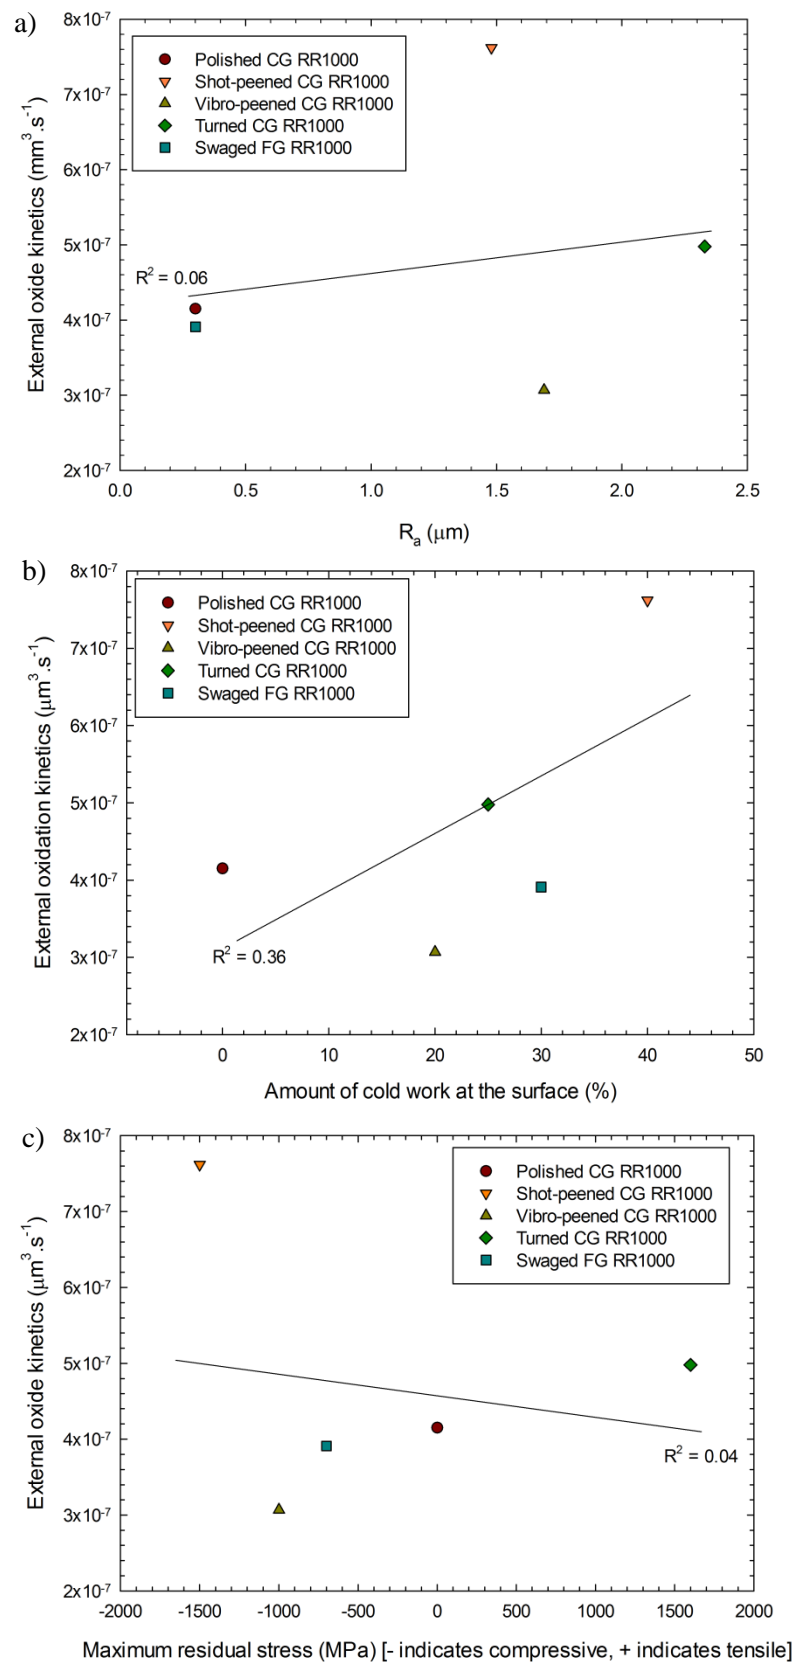 a)
8x10⁻⁷
7x10⁻⁷
6x10⁻⁷
5x10⁻⁷
4x10⁻⁷
3x10⁻⁷
2x10⁻⁷
External oxide kinetics (mm³.s⁻¹)
Polished CG RR1000
Shot-peened CG RR1000
Vibro-peened CG RR1000
Turned CG RR1000
Swaged FG RR1000
R² = 0.06
0.0 0.5 1.0 1.5 2.0 2.5
Rₐ (μm)
b)
8x10⁻⁷
7x10⁻⁷
6x10⁻⁷
5x10⁻⁷
4x10⁻⁷
3x10⁻⁷
2x10⁻⁷
External oxidation kinetics (μm³.s⁻¹)
Polished CG RR1000
Shot-peened CG RR1000
Vibro-peened CG RR1000
Turned CG RR1000
Swaged FG RR1000
R² = 0.36
0 10 20 30 40 50
Amount of cold work at the surface (%)
c)
8x10⁻⁷
7x10⁻⁷
6x10⁻⁷
5x10⁻⁷
4x10⁻⁷
3x10⁻⁷
2x10⁻⁷
External oxide kinetics (μm³.s⁻¹)
Polished CG RR1000
Shot-peened CG RR1000
Vibro-peened CG RR1000
Turned CG RR1000
Swaged FG RR1000
R² = 0.04
-2000 -1500 -1000 -500 0 500 1000 1500 2000
Maximum residual stress (MPa) [- indicates compressive, + indicates tensile]